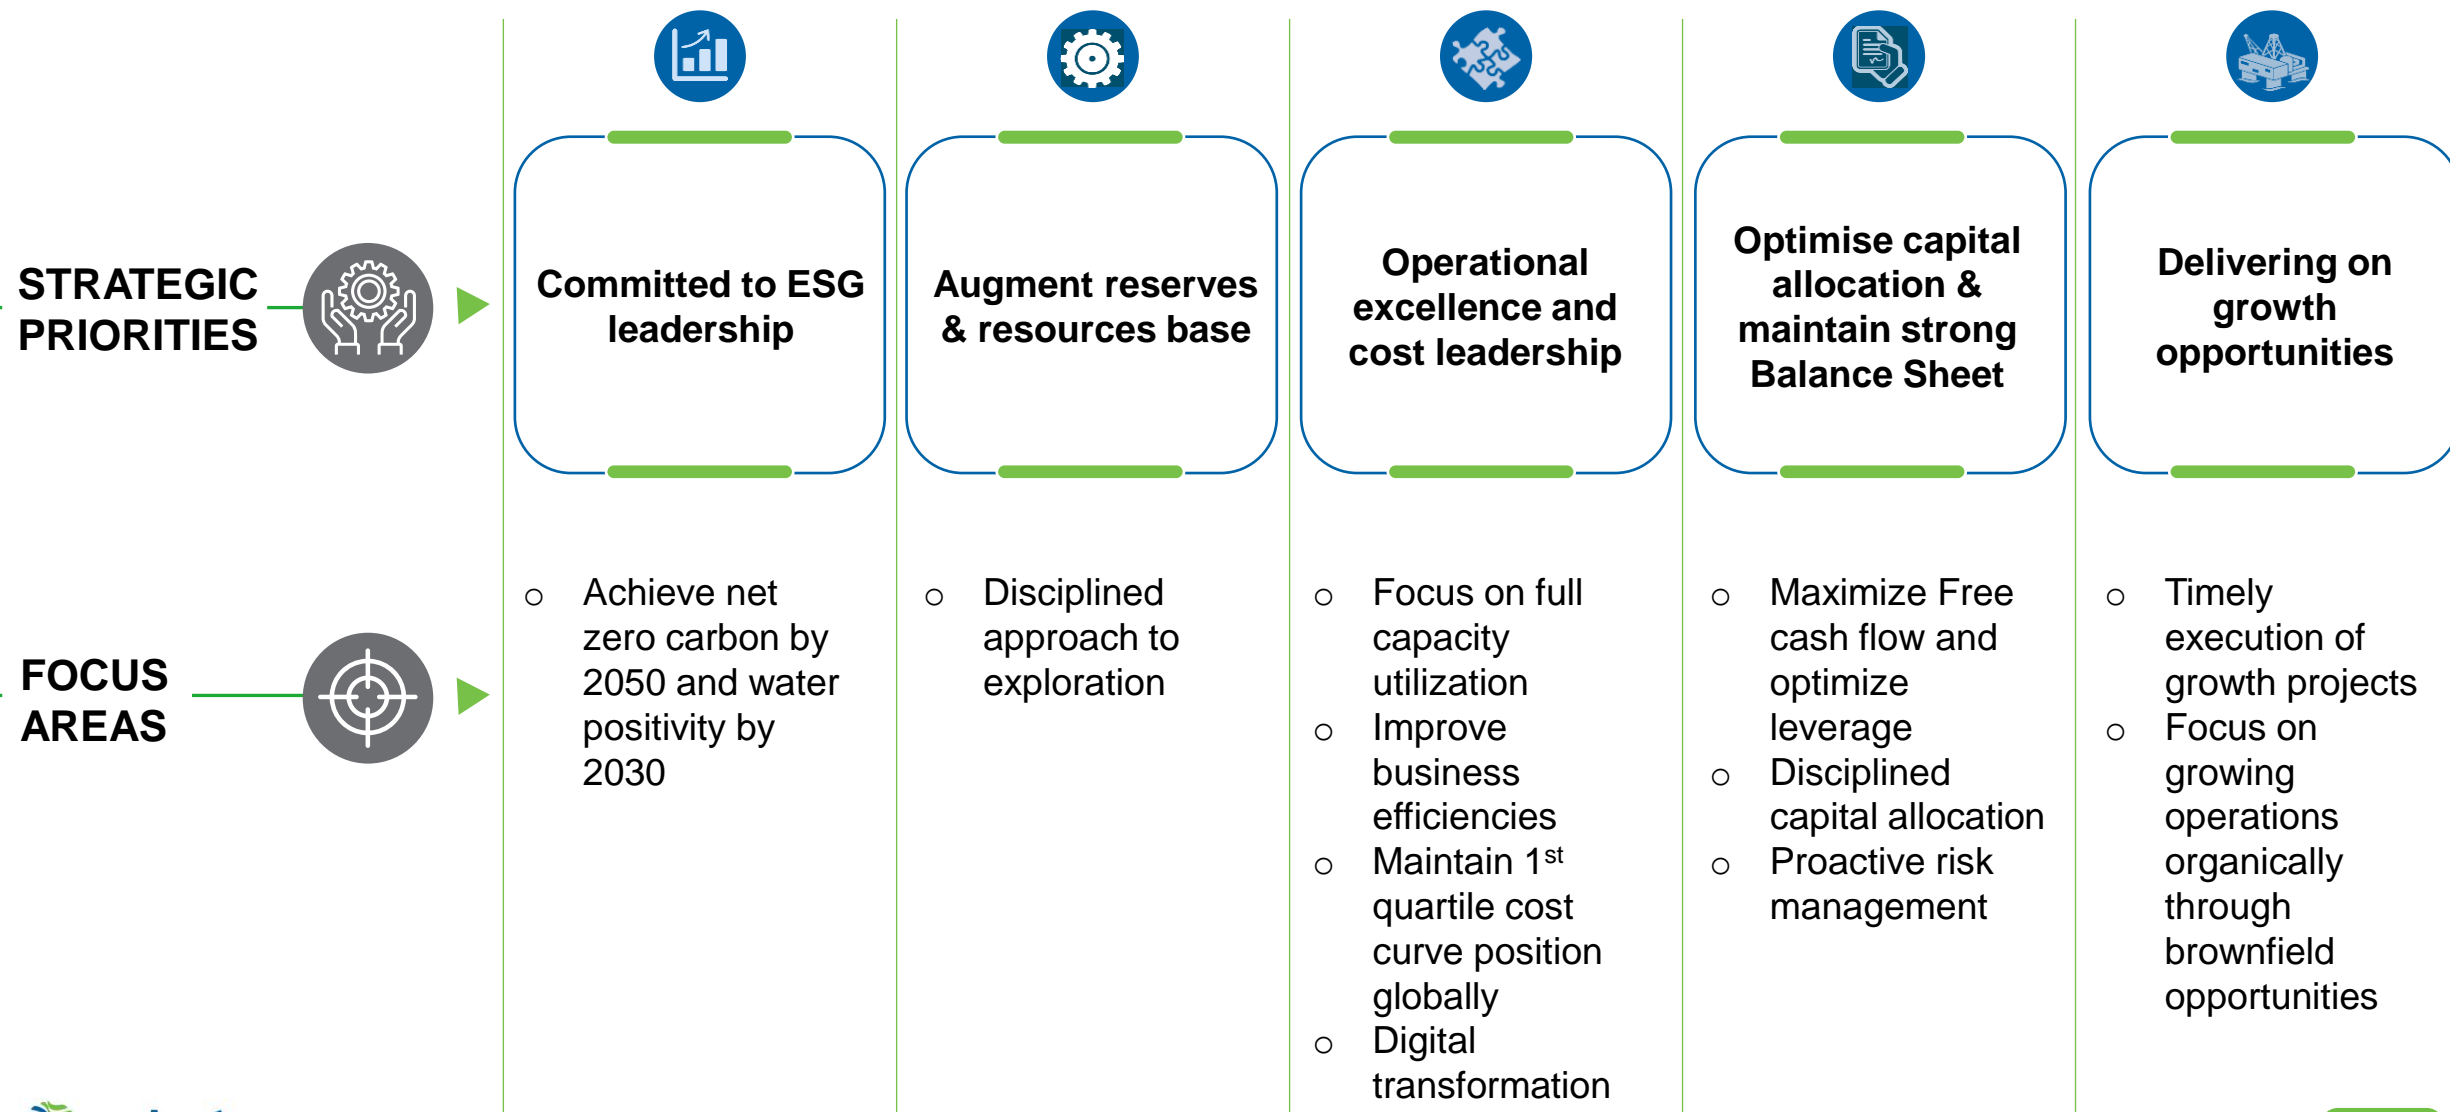 STRATEGIC
PRIORITIES
Committed to ESG
leadership
Augment reserves
& resources base
Operational
excellence and
cost leadership
Optimise capital
allocation &
maintain strong
Balance Sheet
Delivering on
growth
opportunities
FOCUS
AREAS
o Achieve net
zero carbon by
2050 and water
positivity by
2030
o Disciplined
approach to
exploration
o Focus on full
capacity
utilization
o Improve
business
efficiencies
o Maintain 1st
quartile cost
curve position
globally
o Digital
transformation
o Maximize Free
cash flow and
optimize
leverage
o Disciplined
capital allocation
o Proactive risk
management
o Timely
execution of
growth projects
o Focus on
growing
operations
organically
through
brownfield
opportunities